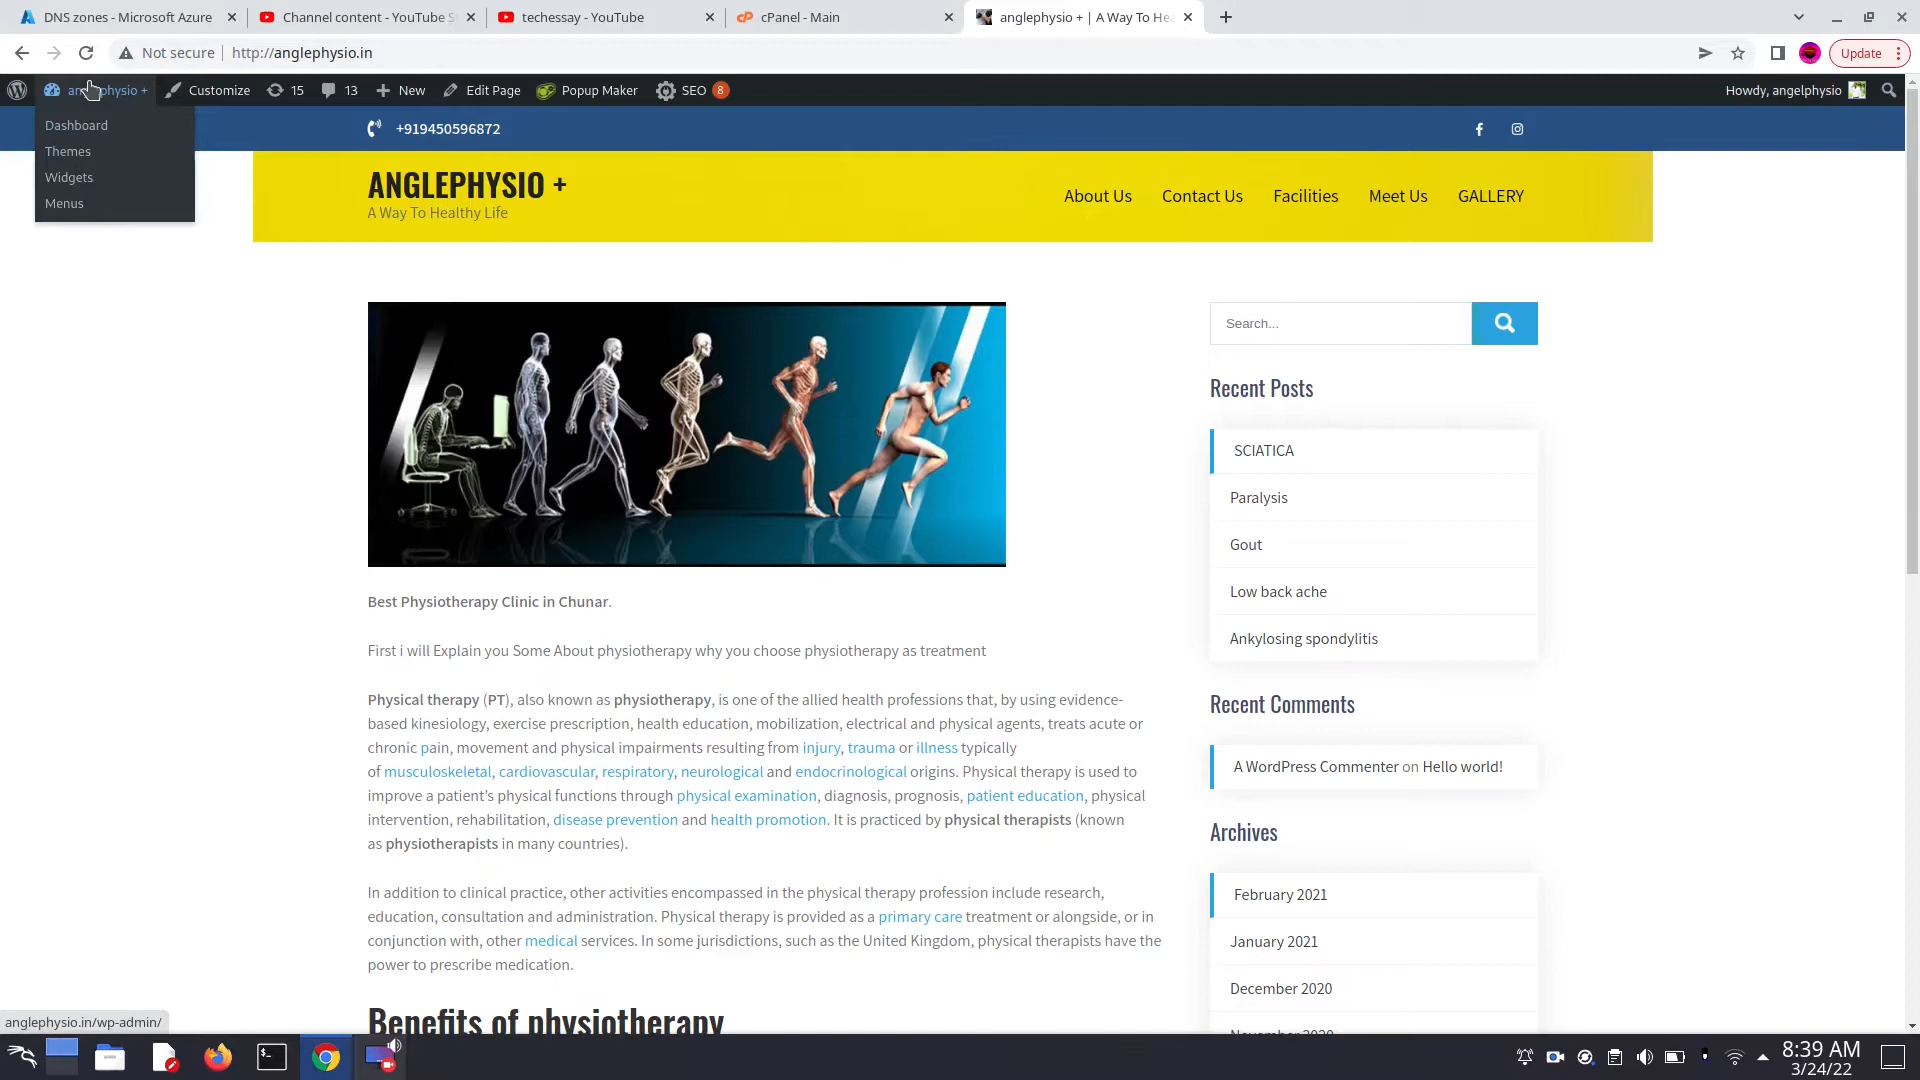 DNS zones - Microsoft Azure
Channel content - YouTube S
techessay - YouTube
cPanel - Main
anglephysio + | A Way To Hea
Not secure
http://anglephysio.in
Update
Customize
15
13
New
Edit Page
Popup Maker
SEO
8
Howdy, angelphysio
Dashboard
Themes
Widgets
Menus
+919450596872
ANGLEPHYSIO +
A Way To Healthy Life
About Us
Contact Us
Facilities
Meet Us
GALLERY
Search...
Recent Posts
SCIATICA
Paralysis
Gout
Low back ache
Ankylosing spondylitis
Recent Comments
A WordPress Commenter on Hello world!
Archives
February 2021
January 2021
December 2020
November 2020
Best Physiotherapy Clinic in Chunar.
First i will Explain you Some About physiotherapy why you choose physiotherapy as treatment
Physical therapy (PT), also known as physiotherapy, is one of the allied health professions that, by using evidence-
based kinesiology, exercise prescription, health education, mobilization, electrical and physical agents, treats acute or
chronic pain, movement and physical impairments resulting from injury, trauma or illness typically
of musculoskeletal, cardiovascular, respiratory, neurological and endocrinological origins. Physical therapy is used to
improve a patient's physical functions through physical examination, diagnosis, prognosis, patient education, physical
intervention, rehabilitation, disease prevention and health promotion. It is practiced by physical therapists (known
as physiotherapists in many countries).
In addition to clinical practice, other activities encompassed in the physical therapy profession include research,
education, consultation and administration. Physical therapy is provided as a primary care treatment or alongside, or in
conjunction with, other medical services. In some jurisdictions, such as the United Kingdom, physical therapists have the
power to prescribe medication.
Benefits of physiotherapy
anglephysio.in/wp-admin/
8:39 AM
3/24/22